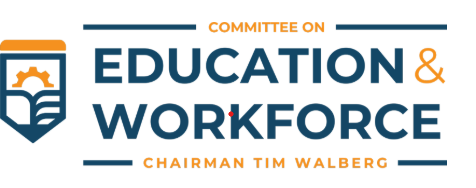 COMMITTEE ON
EDUCATION &
WORKFORCE
CHAIRMAN TIM WALBERG